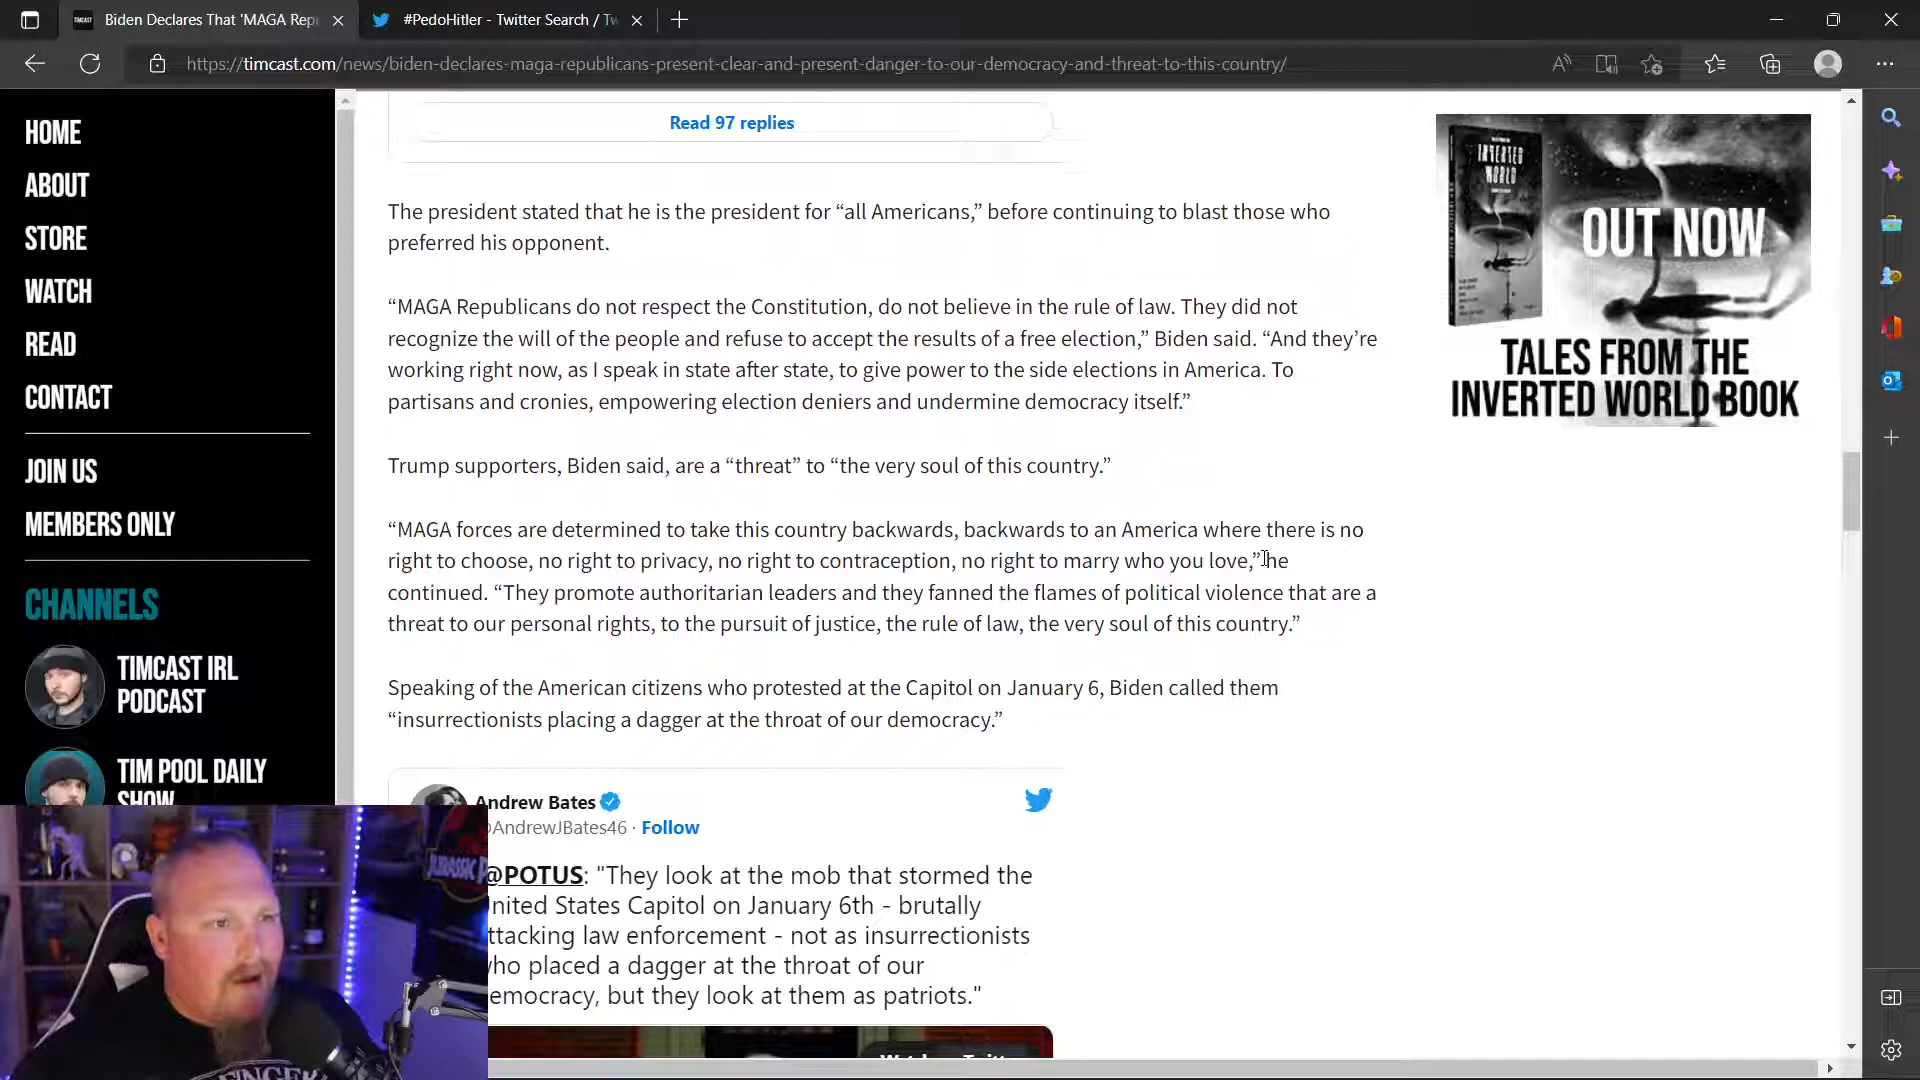 Biden Declares That 'MAGA Rep
#PedoHitler - Twitter Search / Tw
https://timcast.com/news/biden-declares-maga-republicans-present-clear-and-present-danger-to-our-democracy-and-threat-to-this-country/
HOME
ABOUT
STORE
WATCH
READ
CONTACT
JOIN US
MEMBERS ONLY
CHANNELS
TIMCAST IRL
PODCAST
TIM POOL DAILY
SHOW
Read 97 replies
The president stated that he is the president for “all Americans,” before continuing to blast those who
preferred his opponent.
“MAGA Republicans do not respect the Constitution, do not believe in the rule of law. They did not
recognize the will of the people and refuse to accept the results of a free election,” Biden said. “And they’re
working right now, as I speak in state after state, to give power to the side elections in America. To
partisans and cronies, empowering election deniers and undermine democracy itself.”
Trump supporters, Biden said, are a “threat” to “the very soul of this country.”
“MAGA forces are determined to take this country backwards, backwards to an America where there is no
right to choose, no right to privacy, no right to contraception, no right to marry who you love,” he
continued. “They promote authoritarian leaders and they fanned the flames of political violence that are a
threat to our personal rights, to the pursuit of justice, the rule of law, the very soul of this country.”
Speaking of the American citizens who protested at the Capitol on January 6, Biden called them
“insurrectionists placing a dagger at the throat of our democracy.”
Andrew Bates
@AndrewJBates46 · Follow
@POTUS: "They look at the mob that stormed the
nited States Capitol on January 6th - brutally
ttacking law enforcement - not as insurrectionists
ho placed a dagger at the throat of our
emocracy, but they look at them as patriots."
INVERTED
WORLD
OUT NOW
TALES FROM THE
INVERTED WORLD BOOK
JURASSIC P